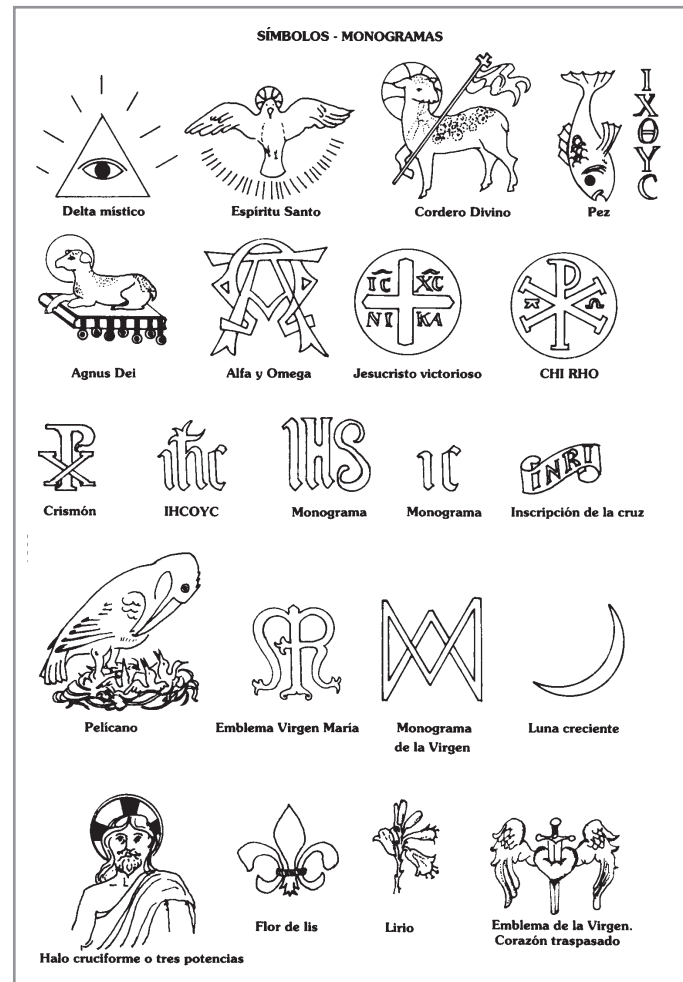 SÍMBOLOS - MONOGRAMAS
Delta místico
Espíritu Santo
Cordero Divino
Ι
Χ
Θ
Υ
C
Pez
Agnus Dei
Alfa y Omega
IC XC
NI KA
Jesucristo victorioso
CHI RHO
Crismón
ihc
IHCOYC
IHS
Monograma
ıc
Monograma
INRI
Inscripción de la cruz
Pelícano
Emblema Virgen María
Monograma
de la Virgen
Luna creciente
Halo cruciforme o tres potencias
Flor de lis
Lirio
Emblema de la Virgen.
Corazón traspasado